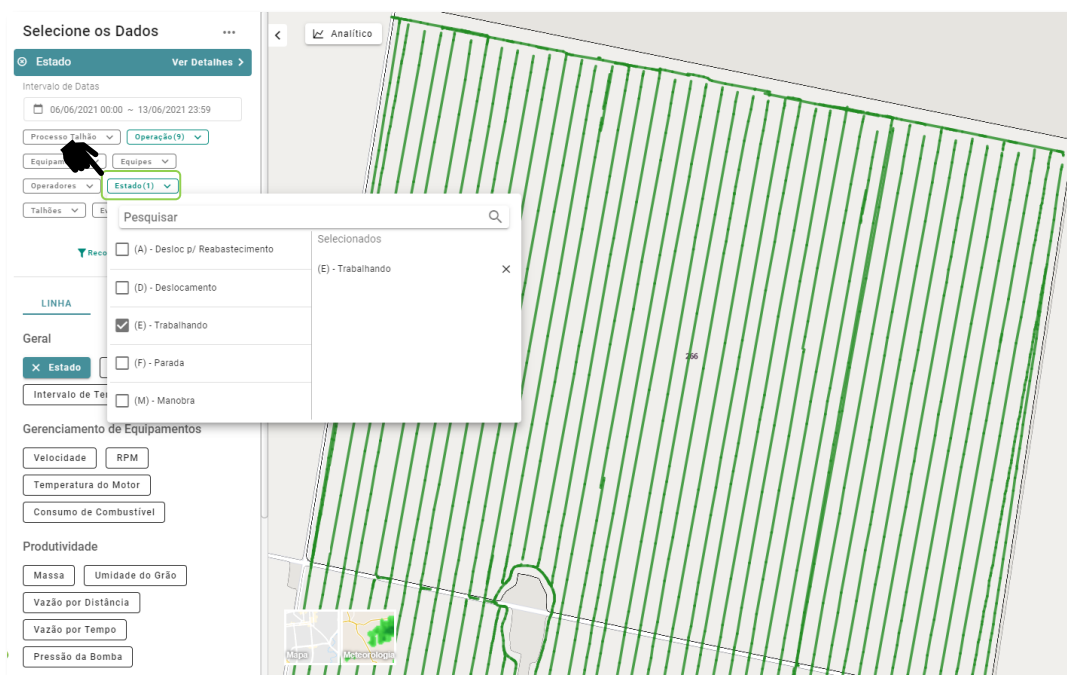 Selecione os Dados
Analítico
Estado Ver Detalhes
Intervalo de Datas
06/06/2021 00:00 ~ 13/06/2021 23:59
Processo Talhão Operação(9)
Equipes
Operadores Estado(1)
Talhões
Pesquisar
(A) - Desloc p/ Reabastecimento
(D) - Deslocamento
(E) - Trabalhando
(F) - Parada
(M) - Manobra
Selecionados
(E) - Trabalhando
LINHA
Geral
Estado
Intervalo de
Gerenciamento de Equipamentos
Velocidade RPM
Temperatura do Motor
Consumo de Combustível
Produtividade
Massa Umidade do Grão
Vazão por Distância
Vazão por Tempo
Pressão da Bomba
266
Mapa Meteorologia